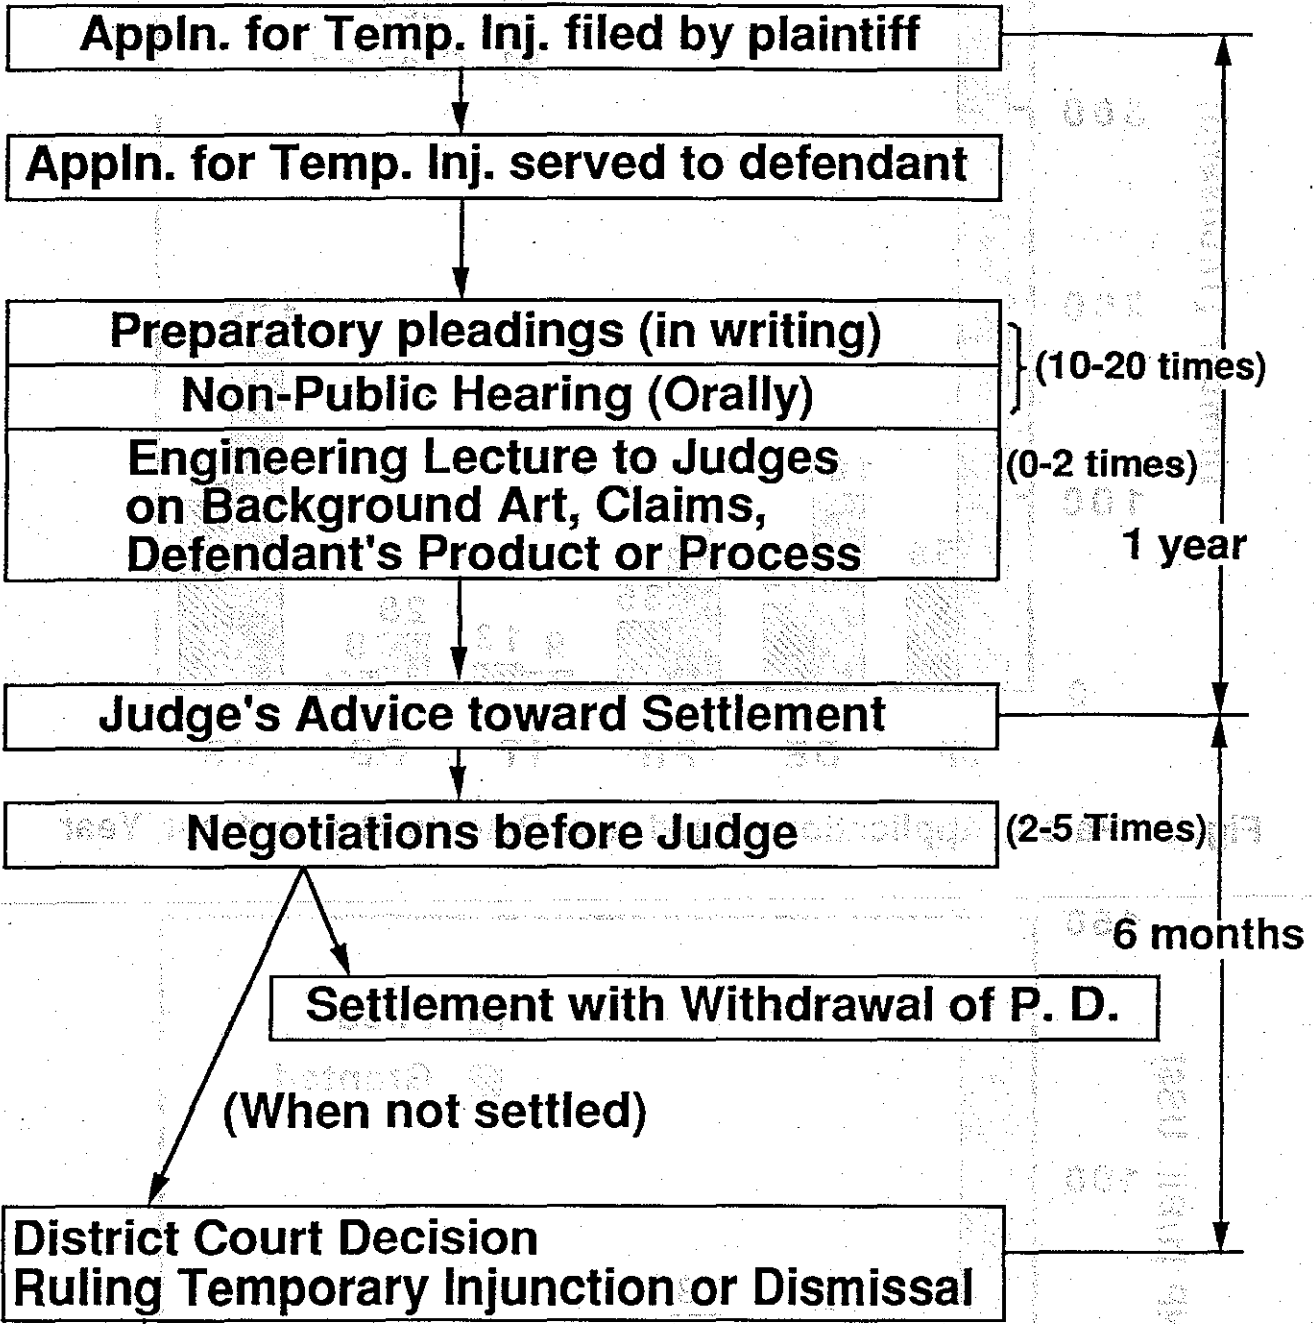 Appln. for Temp. Inj. filed by plaintiff
Appln. for Temp. Inj. served to defendant
Preparatory pleadings (in writing)
(10-20 times)
Non-Public Hearing (Orally)
Engineering Lecture to Judges
(0-2 times)
on Background Art, Claims,
Defendant's Product or Process
1 year
Judge's Advice toward Settlement
Negotiations before Judge
(2-5 Times)
6 months
Settlement with Withdrawal of P. D.
(When not settled)
District Court Decision
Ruling Temporary Injunction or Dismissal